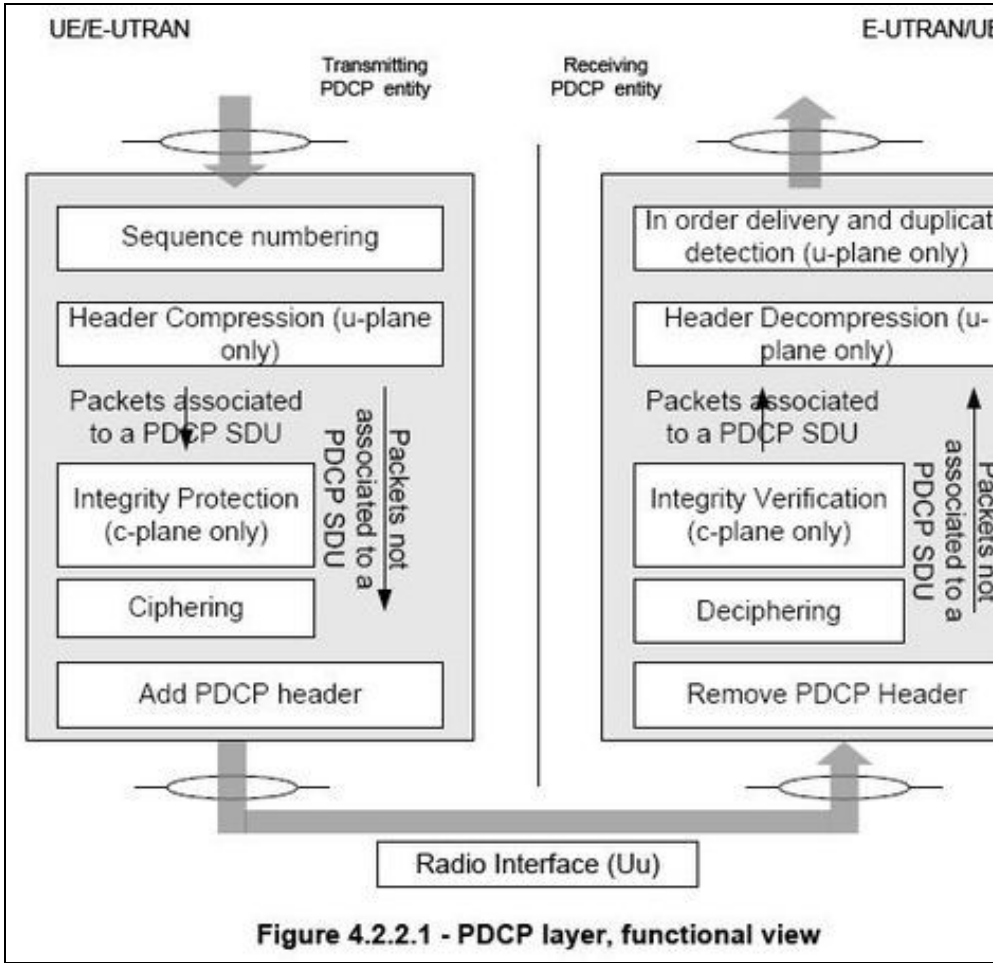 UE/E-UTRAN
E-UTRAN/UE
Transmitting
PDCP entity
Receiving
PDCP entity
Sequence numbering
Header Compression (u-plane
only)
Packets associated
to a PDCP SDU
Packets not
associated to a
PDCP SDU
Integrity Protection
(c-plane only)
Ciphering
Add PDCP header
In order delivery and duplicat
detection (u-plane only)
Header Decompression (u-
plane only)
Packets associated
to a PDCP SDU
Packets not
associated to a
PDCP SDU
Integrity Verification
(c-plane only)
Deciphering
Remove PDCP Header
Radio Interface (Uu)
Figure 4.2.2.1 - PDCP layer, functional view